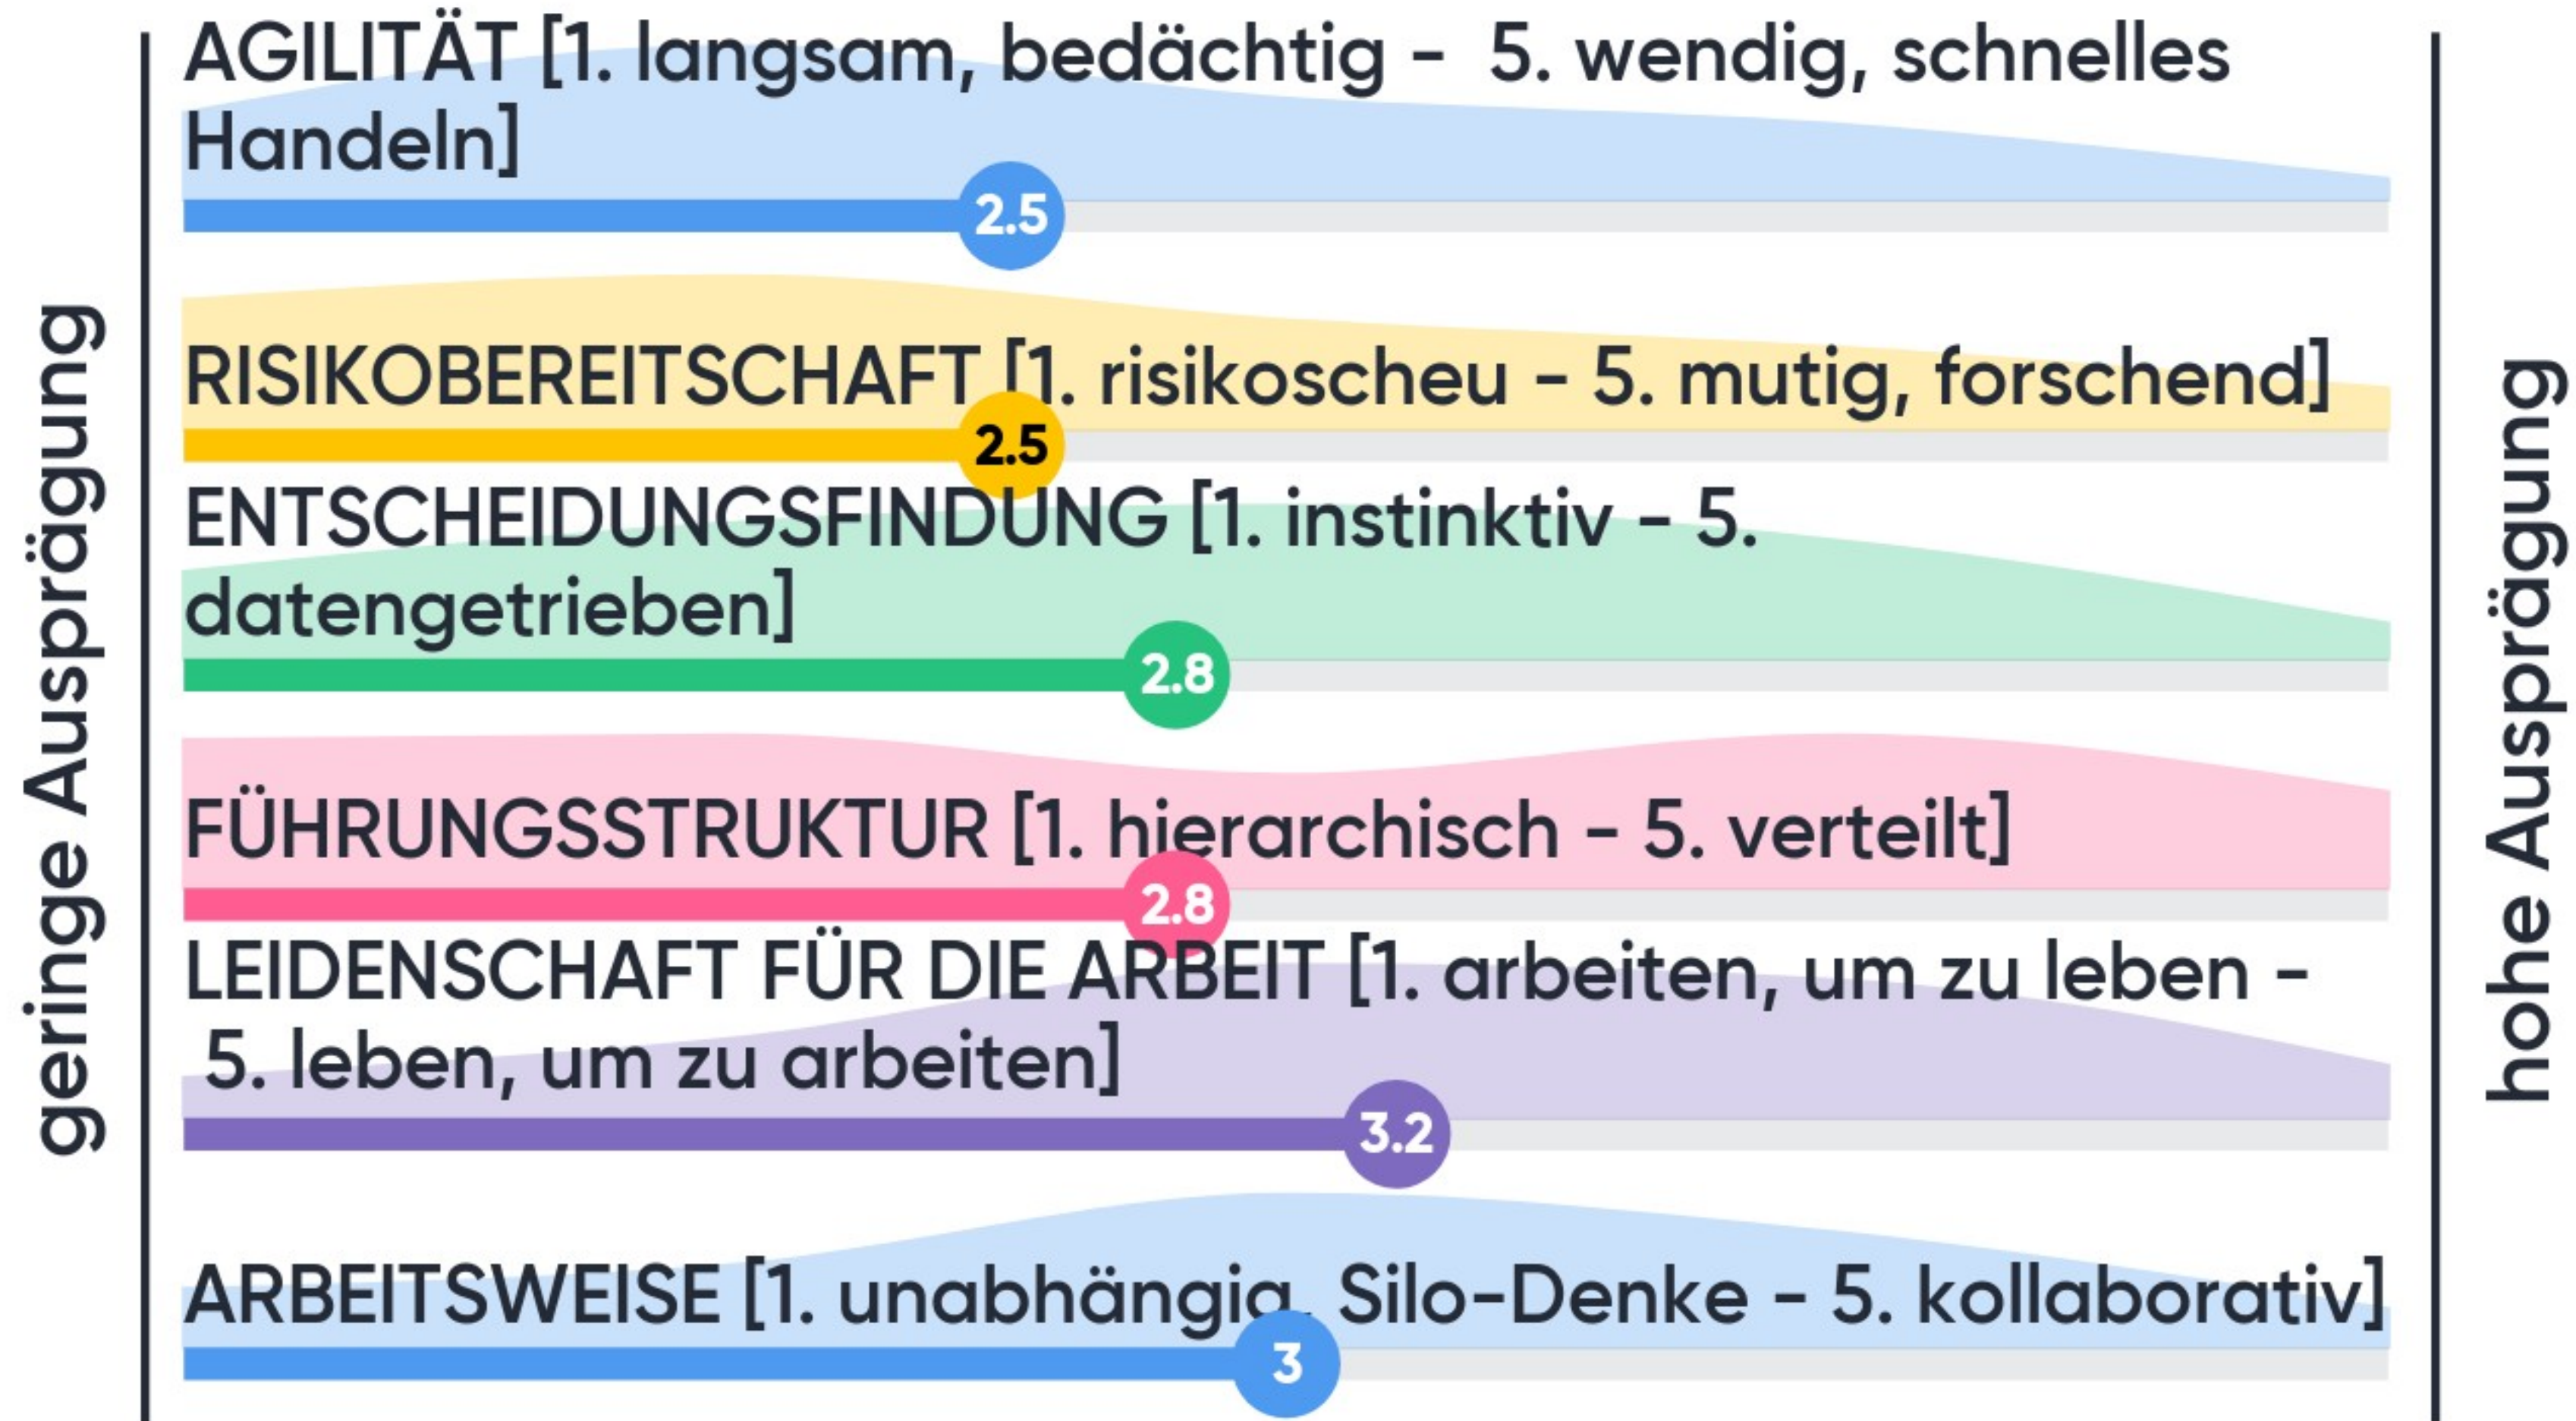 geringe Ausprägung
AGILITÄT [1. langsam, bedächtig -  5. wendig, schnelles
Handeln]
2.5
RISIKOBEREITSCHAFT [1. risikoscheu - 5. mutig, forschend]
2.5
ENTSCHEIDUNGSFINDUNG [1. instinktiv - 5.
datengetrieben]
2.8
FÜHRUNGSSTRUKTUR [1. hierarchisch - 5. verteilt]
2.8
LEIDENSCHAFT FÜR DIE ARBEIT [1. arbeiten, um zu leben -
5. leben, um zu arbeiten]
3.2
ARBEITSWEISE [1. unabhängig, Silo-Denke - 5. kollaborativ]
3
hohe Ausprägung